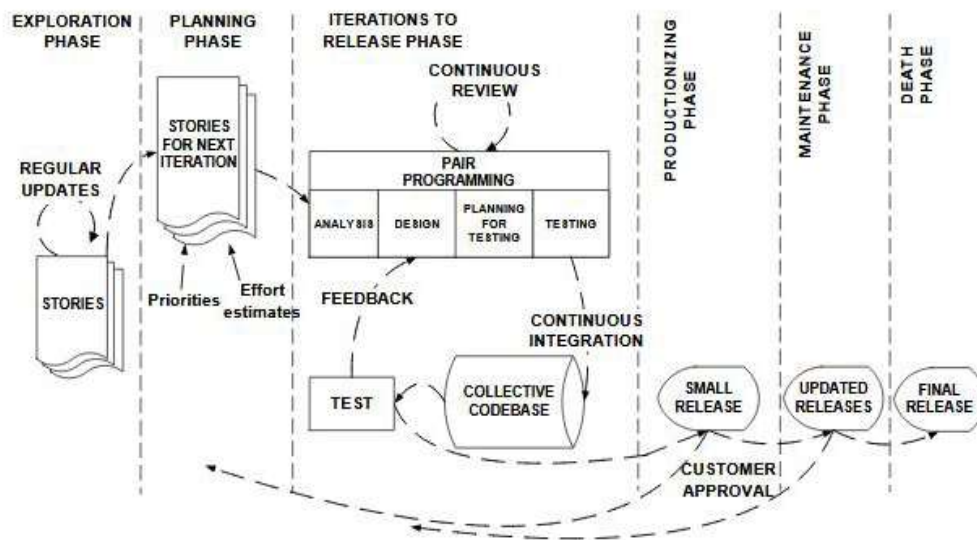 EXPLORATION
PHASE
PLANNING
PHASE
ITERATIONS TO
RELEASE PHASE
PRODUCTIONIZING
PHASE
MAINTENANCE
PHASE
DEATH
PHASE
CONTINUOUS
REVIEW
STORIES
FOR NEXT
ITERATION
REGULAR
UPDATES
PAIR
PROGRAMMING
ANALYSIS
DESIGN
PLANNING
FOR
TESTING
TESTING
STORIES
Priorities
Effort
estimates
FEEDBACK
CONTINUOUS
INTEGRATION
TEST
COLLECTIVE
CODEBASE
SMALL
RELEASE
UPDATED
RELEASES
FINAL
RELEASE
CUSTOMER
APPROVAL